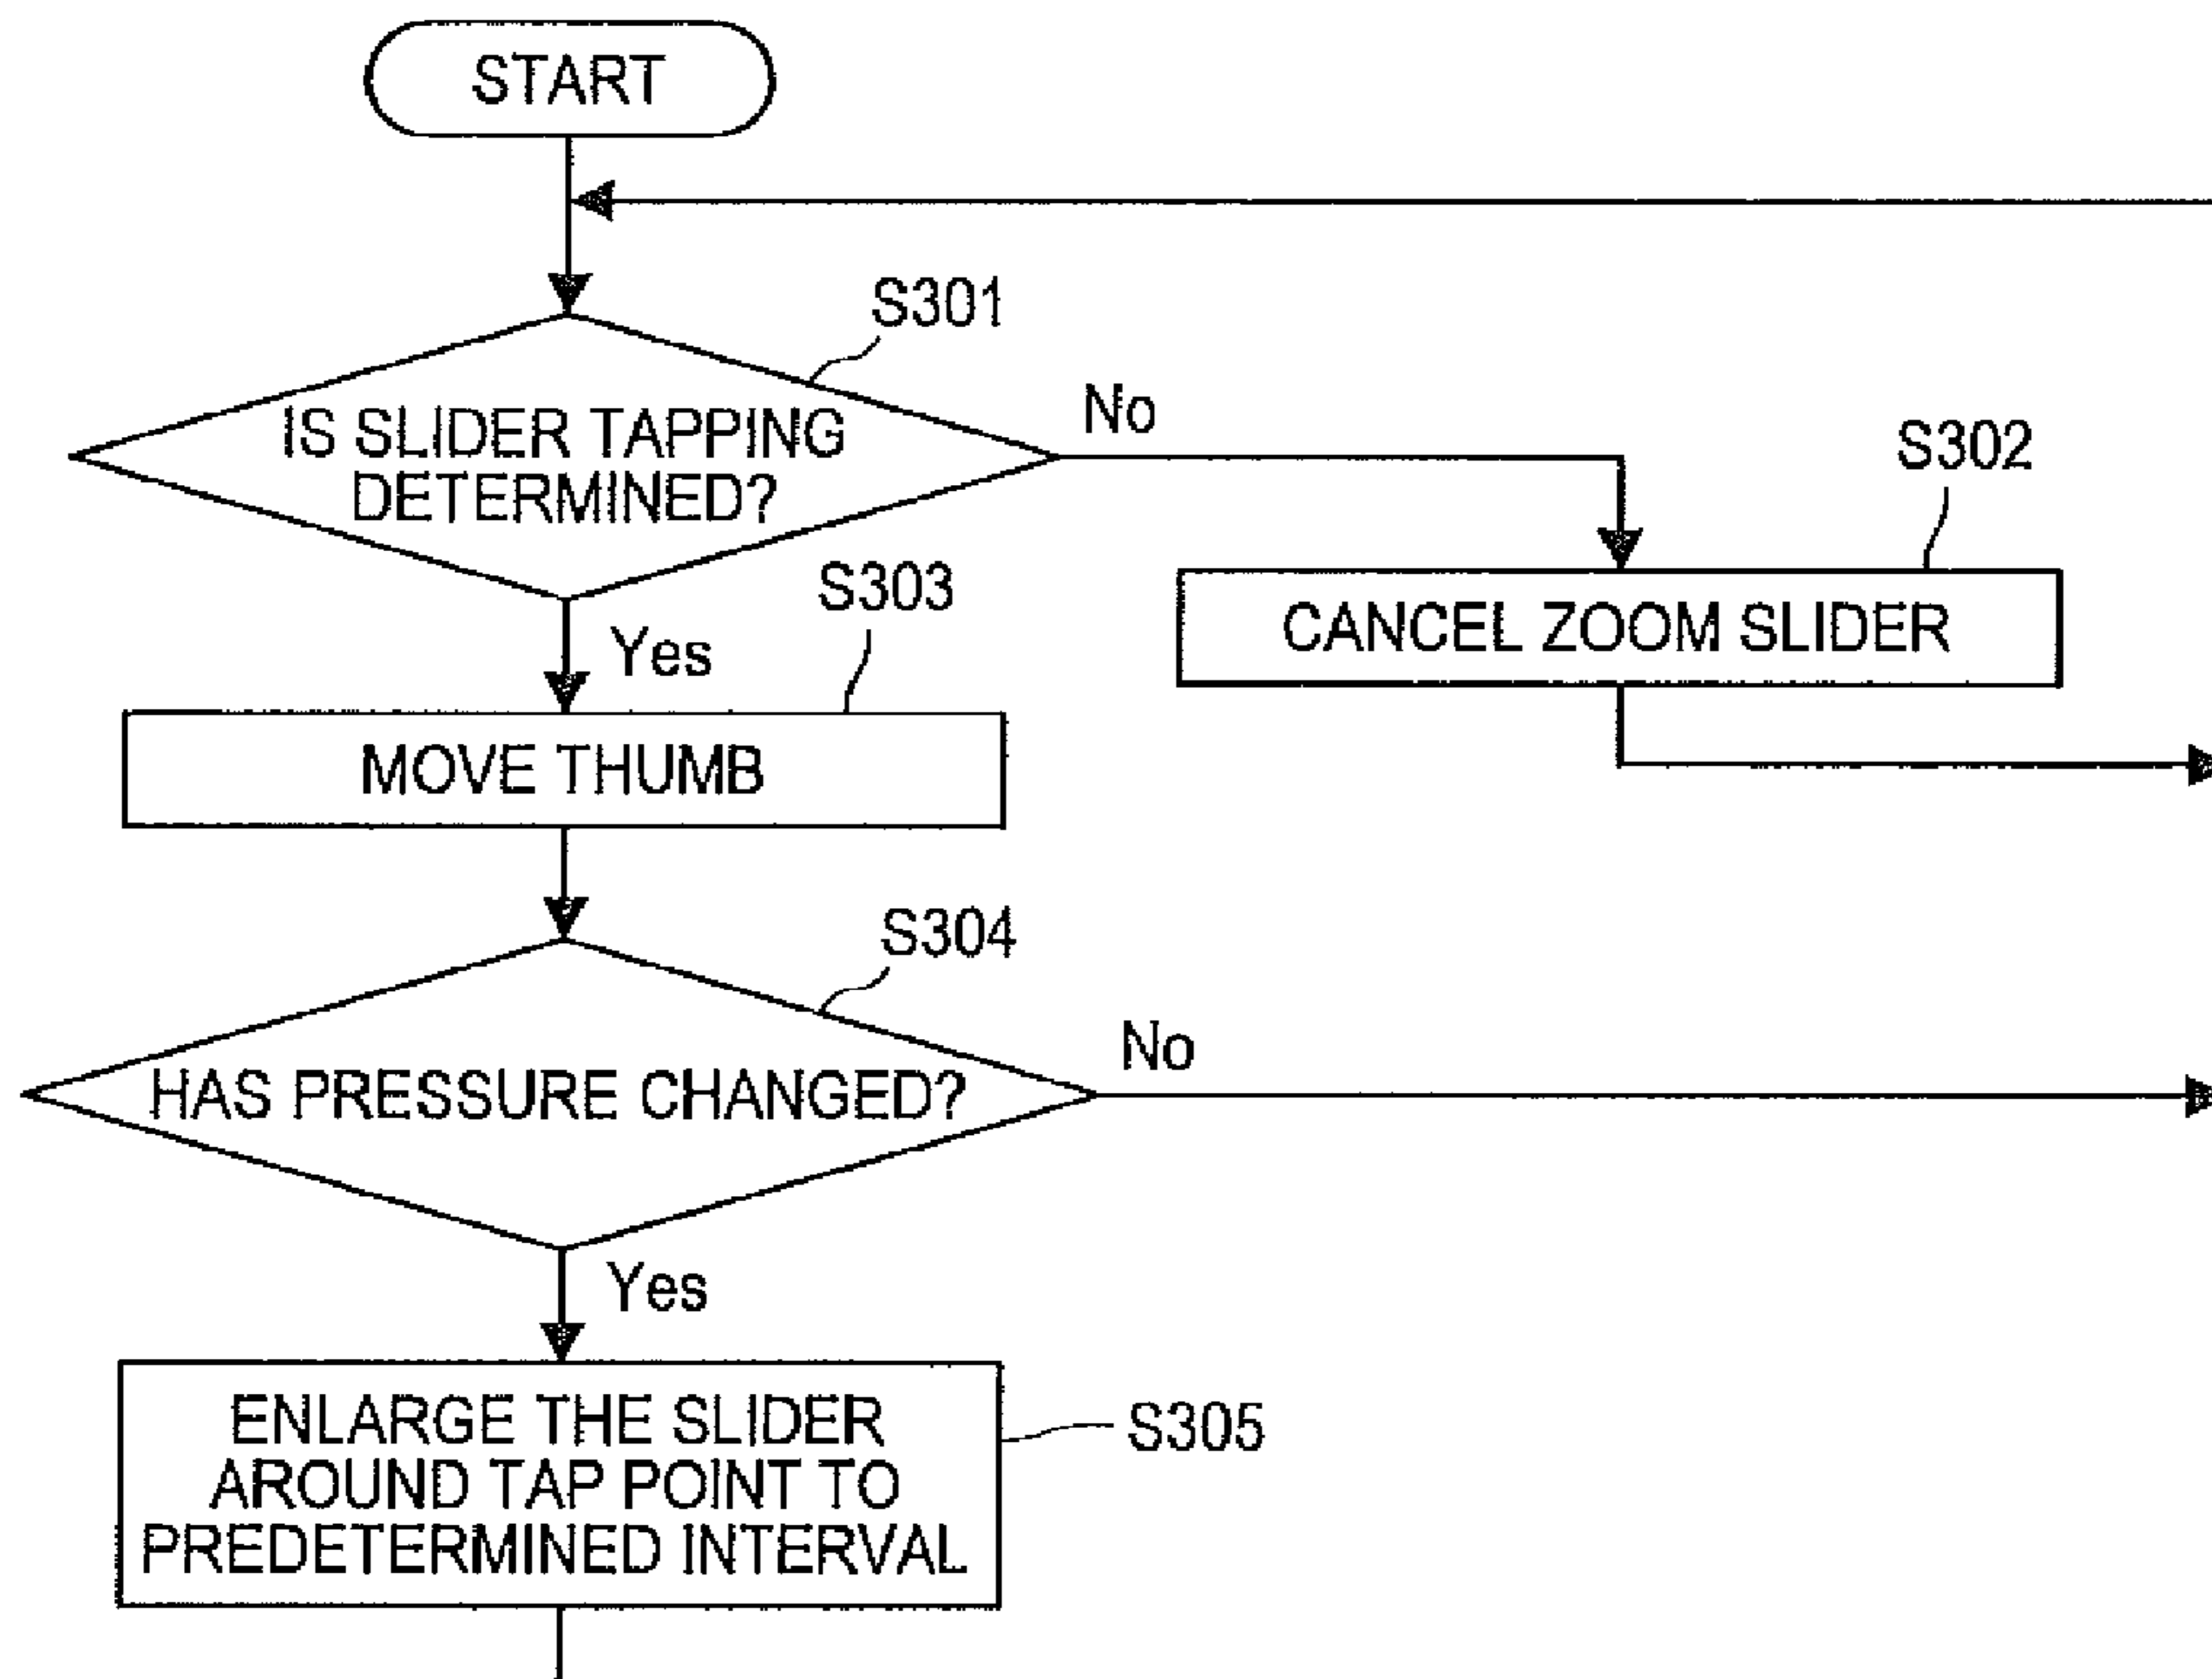 START
S301
IS SLIDER TAPPING
DETERMINED?
No
S302
CANCEL ZOOM SLIDER
Yes
S303
MOVE THUMB
S304
HAS PRESSURE CHANGED?
No
Yes
ENLARGE THE SLIDER
AROUND TAP POINT TO
PREDETERMINED INTERVAL
S305